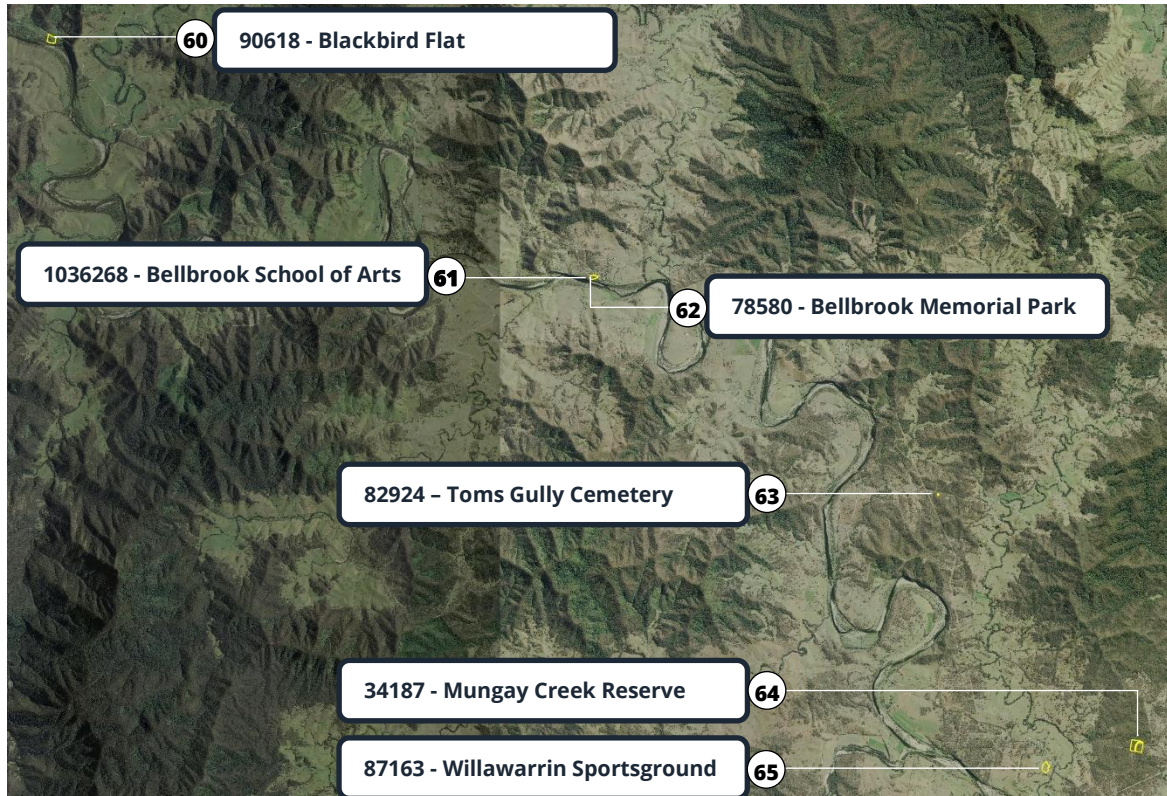 60 90618 - Blackbird Flat
1036268 - Bellbrook School of Arts 61
62 78580 - Bellbrook Memorial Park
82924 – Toms Gully Cemetery 63
34187 - Mungay Creek Reserve 64
87163 - Willawarrin Sportsground 65